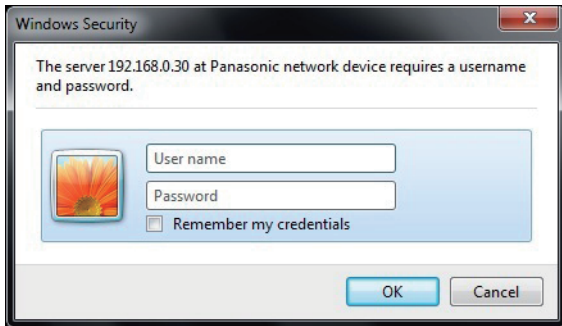 Windows Security
The server 192.168.0.30 at Panasonic network device requires a username
and password.
User name
Password
Remember my credentials
OK
Cancel